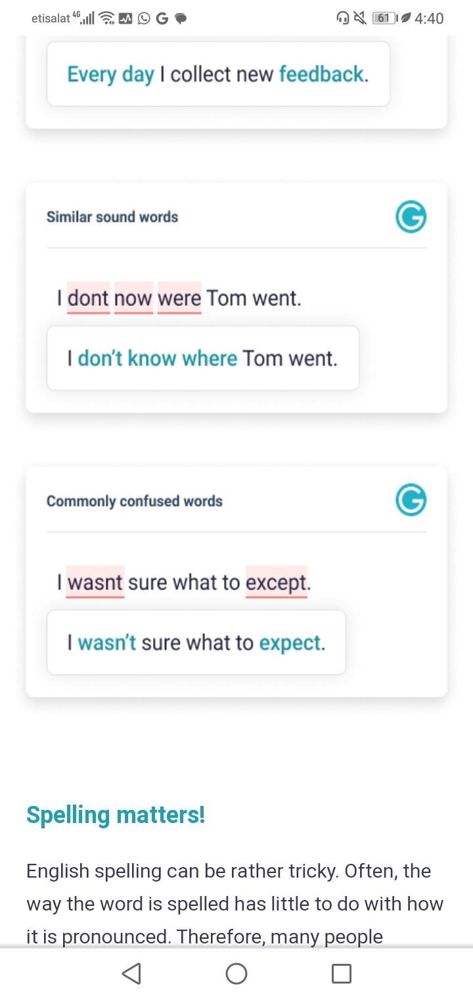 etisalat 4G 61 4:40
Every day I collect new feedback.
Similar sound words
I dont now were Tom went.
I don’t know where Tom went.
Commonly confused words
I wasnt sure what to except.
I wasn’t sure what to expect.
Spelling matters!
English spelling can be rather tricky. Often, the
way the word is spelled has little to do with how
it is pronounced. Therefore, many people